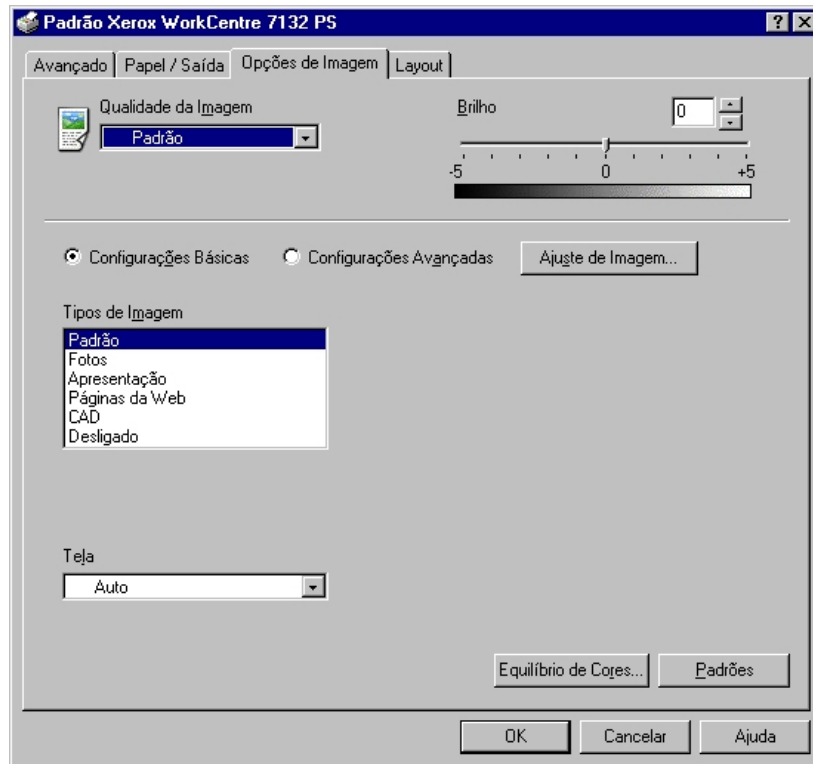 Padrão Xerox WorkCentre 7132 PS
Avançado Papel / Saída Opções de Imagem Layout
Qualidade da Imagem
Padrão
Brilho
0
-5 0 +5
Configurações Básicas Configurações Avançadas Ajuste de Imagem...
Tipos de Imagem
Padrão
Fotos
Apresentação
Páginas da Web
CAD
Desligado
Tela
Auto
Equilíbrio de Cores... Padrões
OK Cancelar Ajuda